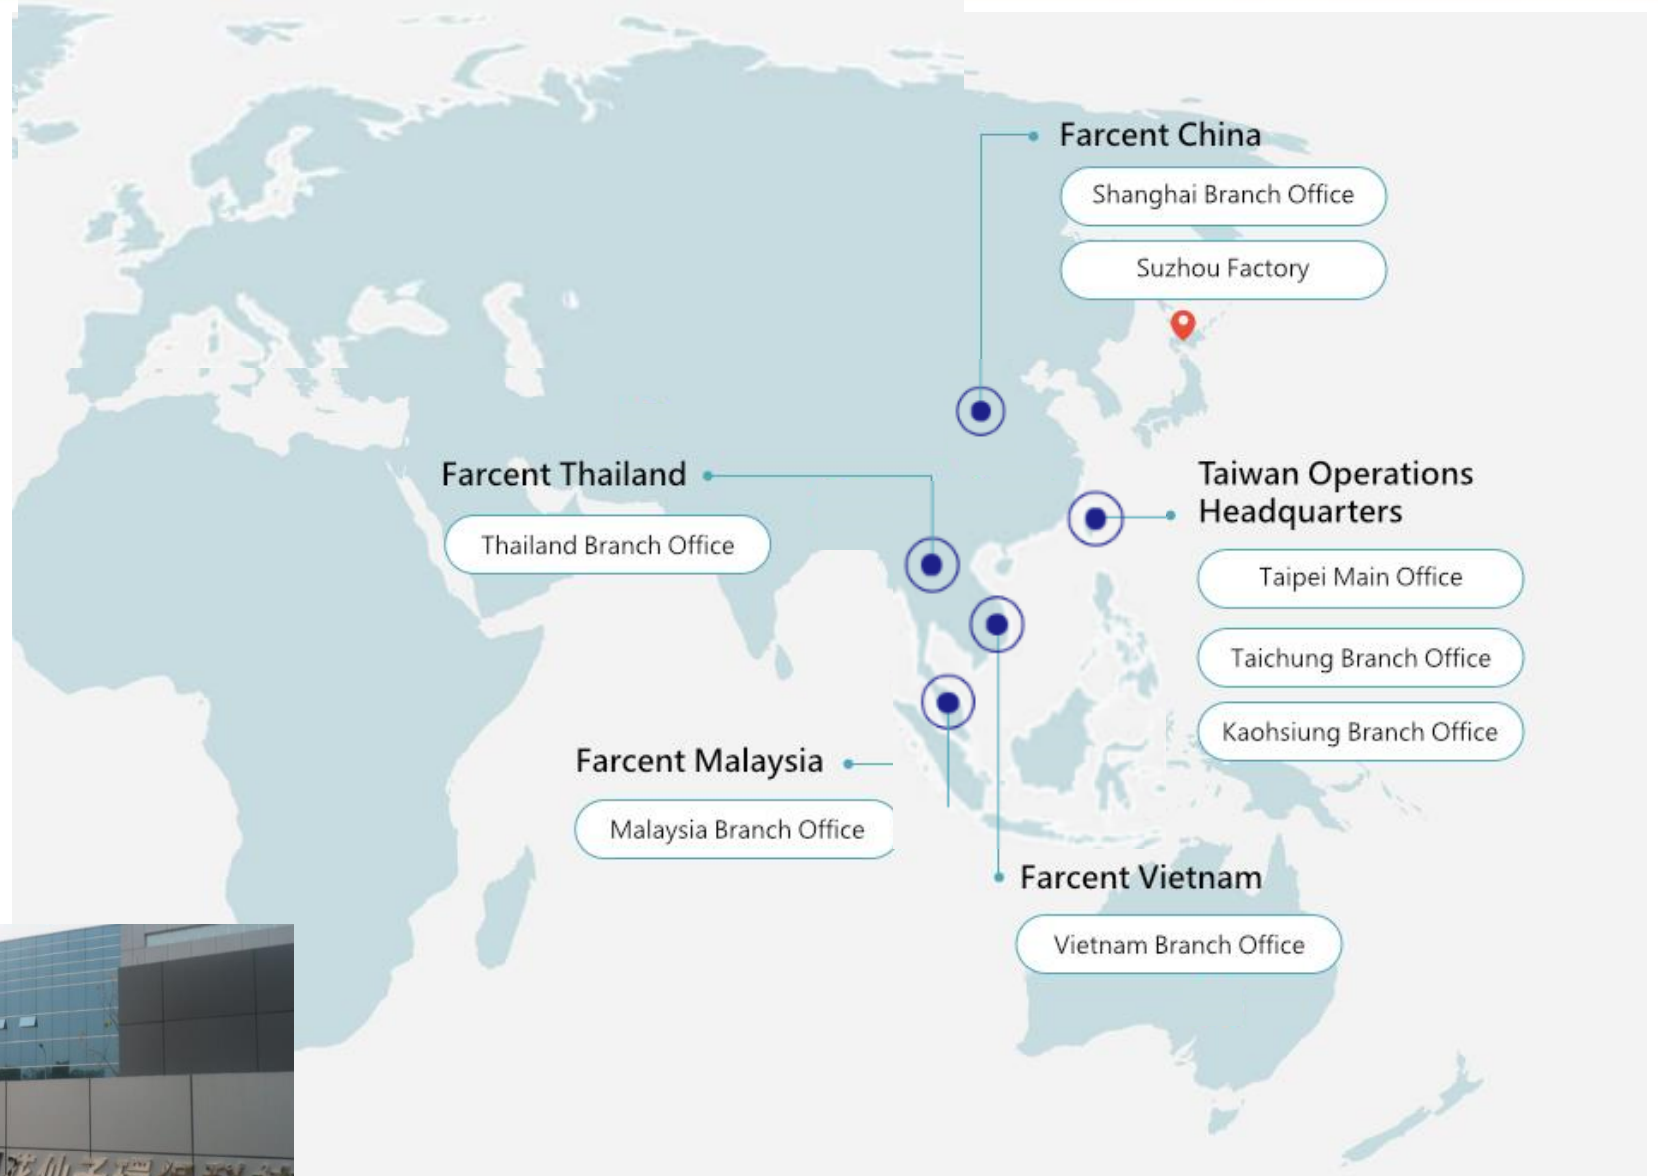 Farcent China
Shanghai Branch Office
Suzhou Factory
Farcent Thailand
Thailand Branch Office
Taiwan Operations
Headquarters
Taipei Main Office
Taichung Branch Office
Kaohsiung Branch Office
Farcent Malaysia
Malaysia Branch Office
Farcent Vietnam
Vietnam Branch Office